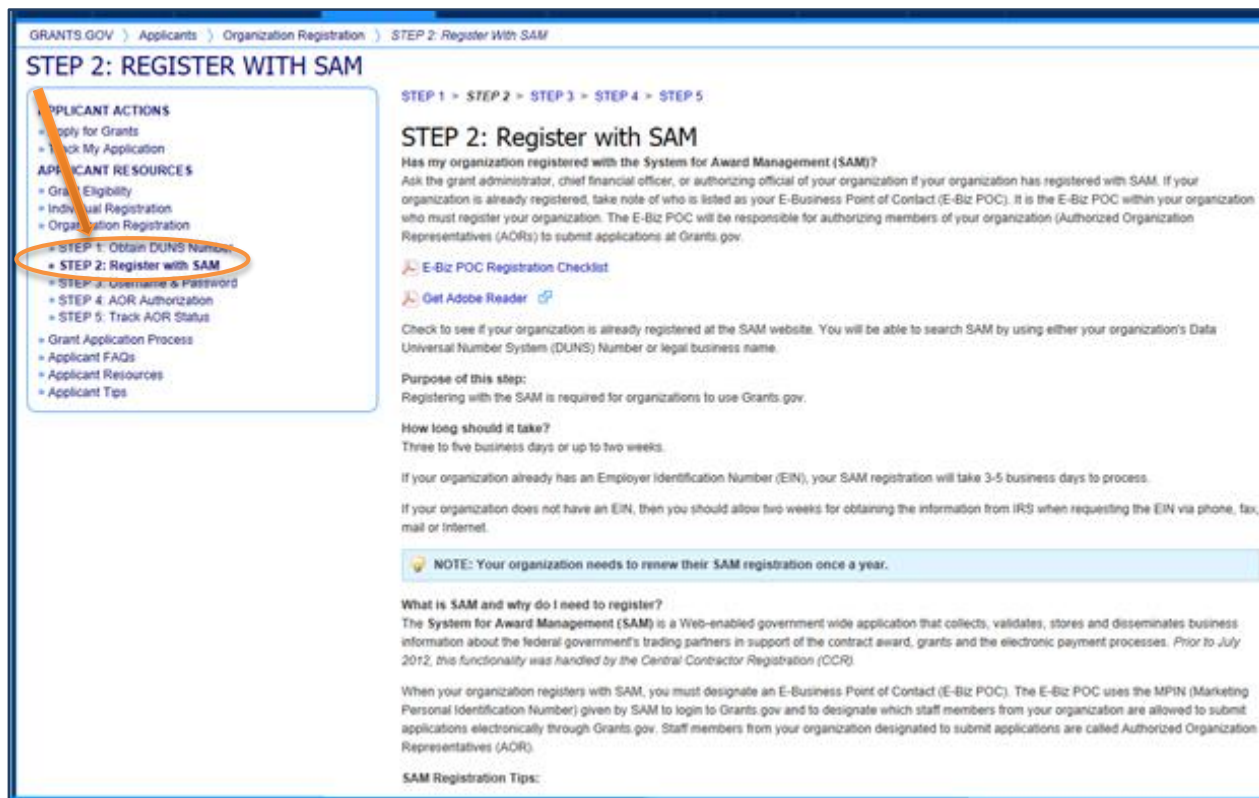 GRANTS.GOV 〉 Applicants 〉 Organization Registration 〉 STEP 2: Register With SAM
STEP 2: REGISTER WITH SAM
APPLICANT ACTIONS
» Apply for Grants
» Track My Application
APPLICANT RESOURCES
» Grant Eligibility
» Individual Registration
» Organization Registration
» STEP 1: Obtain DUNS Number
» STEP 2: Register with SAM
» STEP 3: Username & Password
» STEP 4: AOR Authorization
» STEP 5: Track AOR Status
» Grant Application Process
» Applicant FAQs
» Applicant Resources
» Applicant Tips
STEP 1 > STEP 2 > STEP 3 > STEP 4 > STEP 5
STEP 2: Register with SAM
Has my organization registered with the System for Award Management (SAM)?
Ask the grant administrator, chief financial officer, or authorizing official of your organization if your organization has registered with SAM. If your
organization is already registered, take note of who is listed as your E-Business Point of Contact (E-Biz POC). It is the E-Biz POC within your organization
who must register your organization. The E-Biz POC will be responsible for authorizing members of your organization (Authorized Organization
Representatives (AORs) to submit applications at Grants.gov.
E-Biz POC Registration Checklist
Get Adobe Reader
Check to see if your organization is already registered at the SAM website. You will be able to search SAM by using either your organization's Data
Universal Number System (DUNS) Number or legal business name.
Purpose of this step:
Registering with the SAM is required for organizations to use Grants.gov.
How long should it take?
Three to five business days or up to two weeks.
If your organization already has an Employer Identification Number (EIN), your SAM registration will take 3-5 business days to process.
If your organization does not have an EIN, then you should allow two weeks for obtaining the information from IRS when requesting the EIN via phone, fax,
mail or Internet.
NOTE: Your organization needs to renew their SAM registration once a year.
What is SAM and why do I need to register?
The System for Award Management (SAM) is a Web-enabled government wide application that collects, validates, stores and disseminates business
information about the federal government's trading partners in support of the contract award, grants and the electronic payment processes. Prior to July
2012, this functionality was handled by the Central Contractor Registration (CCR).
When your organization registers with SAM, you must designate an E-Business Point of Contact (E-Biz POC). The E-Biz POC uses the MPIN (Marketing
Personal Identification Number) given by SAM to login to Grants.gov and to designate which staff members from your organization are allowed to submit
applications electronically through Grants.gov. Staff members from your organization designated to submit applications are called Authorized Organization
Representatives (AOR).
SAM Registration Tips: